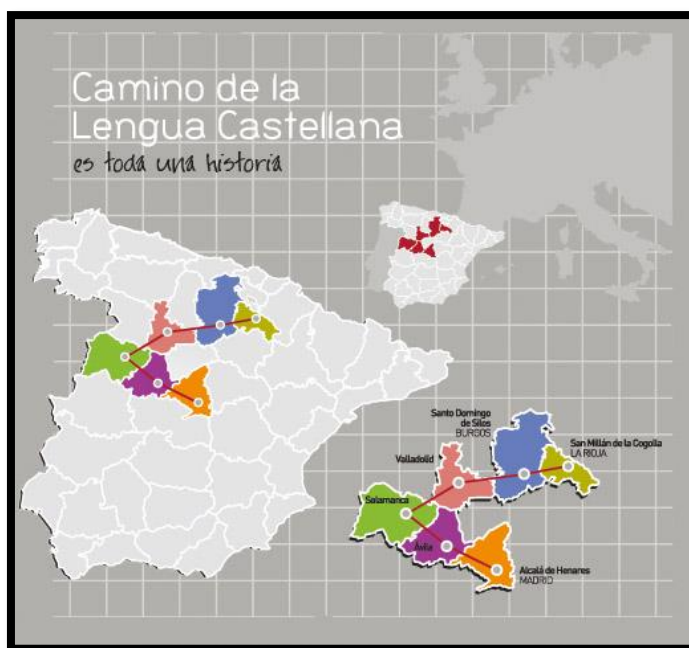 Camino de la
Lengua Castellana
es toda una historia
Santo Domingo
de Silos
BURGOS
San Millán de la Cogolla
LA RIOJA
Valladolid
Salamanca
Ávila
Alcalá de Henares
MADRID